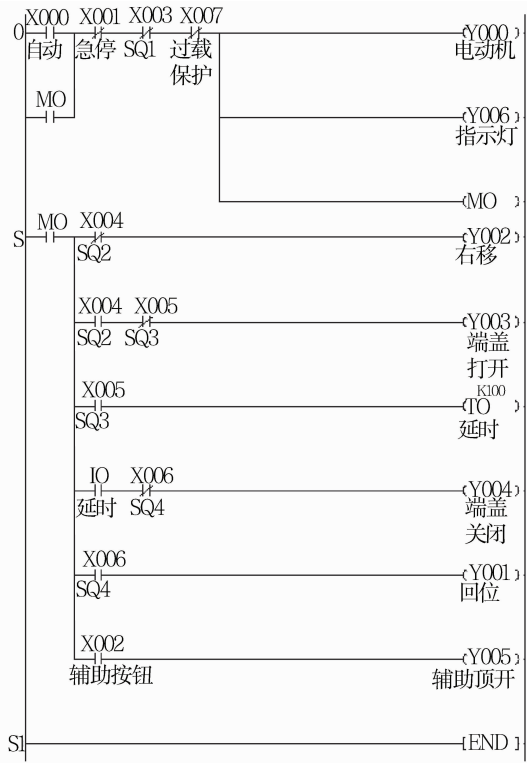 X000 X001 X003 X007
0 Y000
自动 急停 SQ1 过载 电动机
保护
MO Y006
指示灯
MO
MO X004
S Y002
SQ2 右移
X004 X005
Y003
SQ2 SQ3 端盖
打开
X005 K100
TO
SQ3 延时
IO X006
Y004
延时 SQ4 端盖
关闭
X006
Y001
SQ4 回位
X002
Y005
辅助按钮 辅助顶开
S1 END